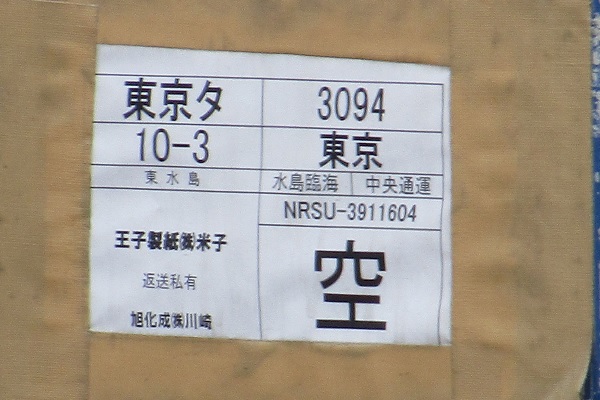 東京タ 3094
10-3 東京
東水島 水島臨海 中央通運
NRSU-3911604
王子製紙㈱米子
返送私有
旭化成㈱川崎
空